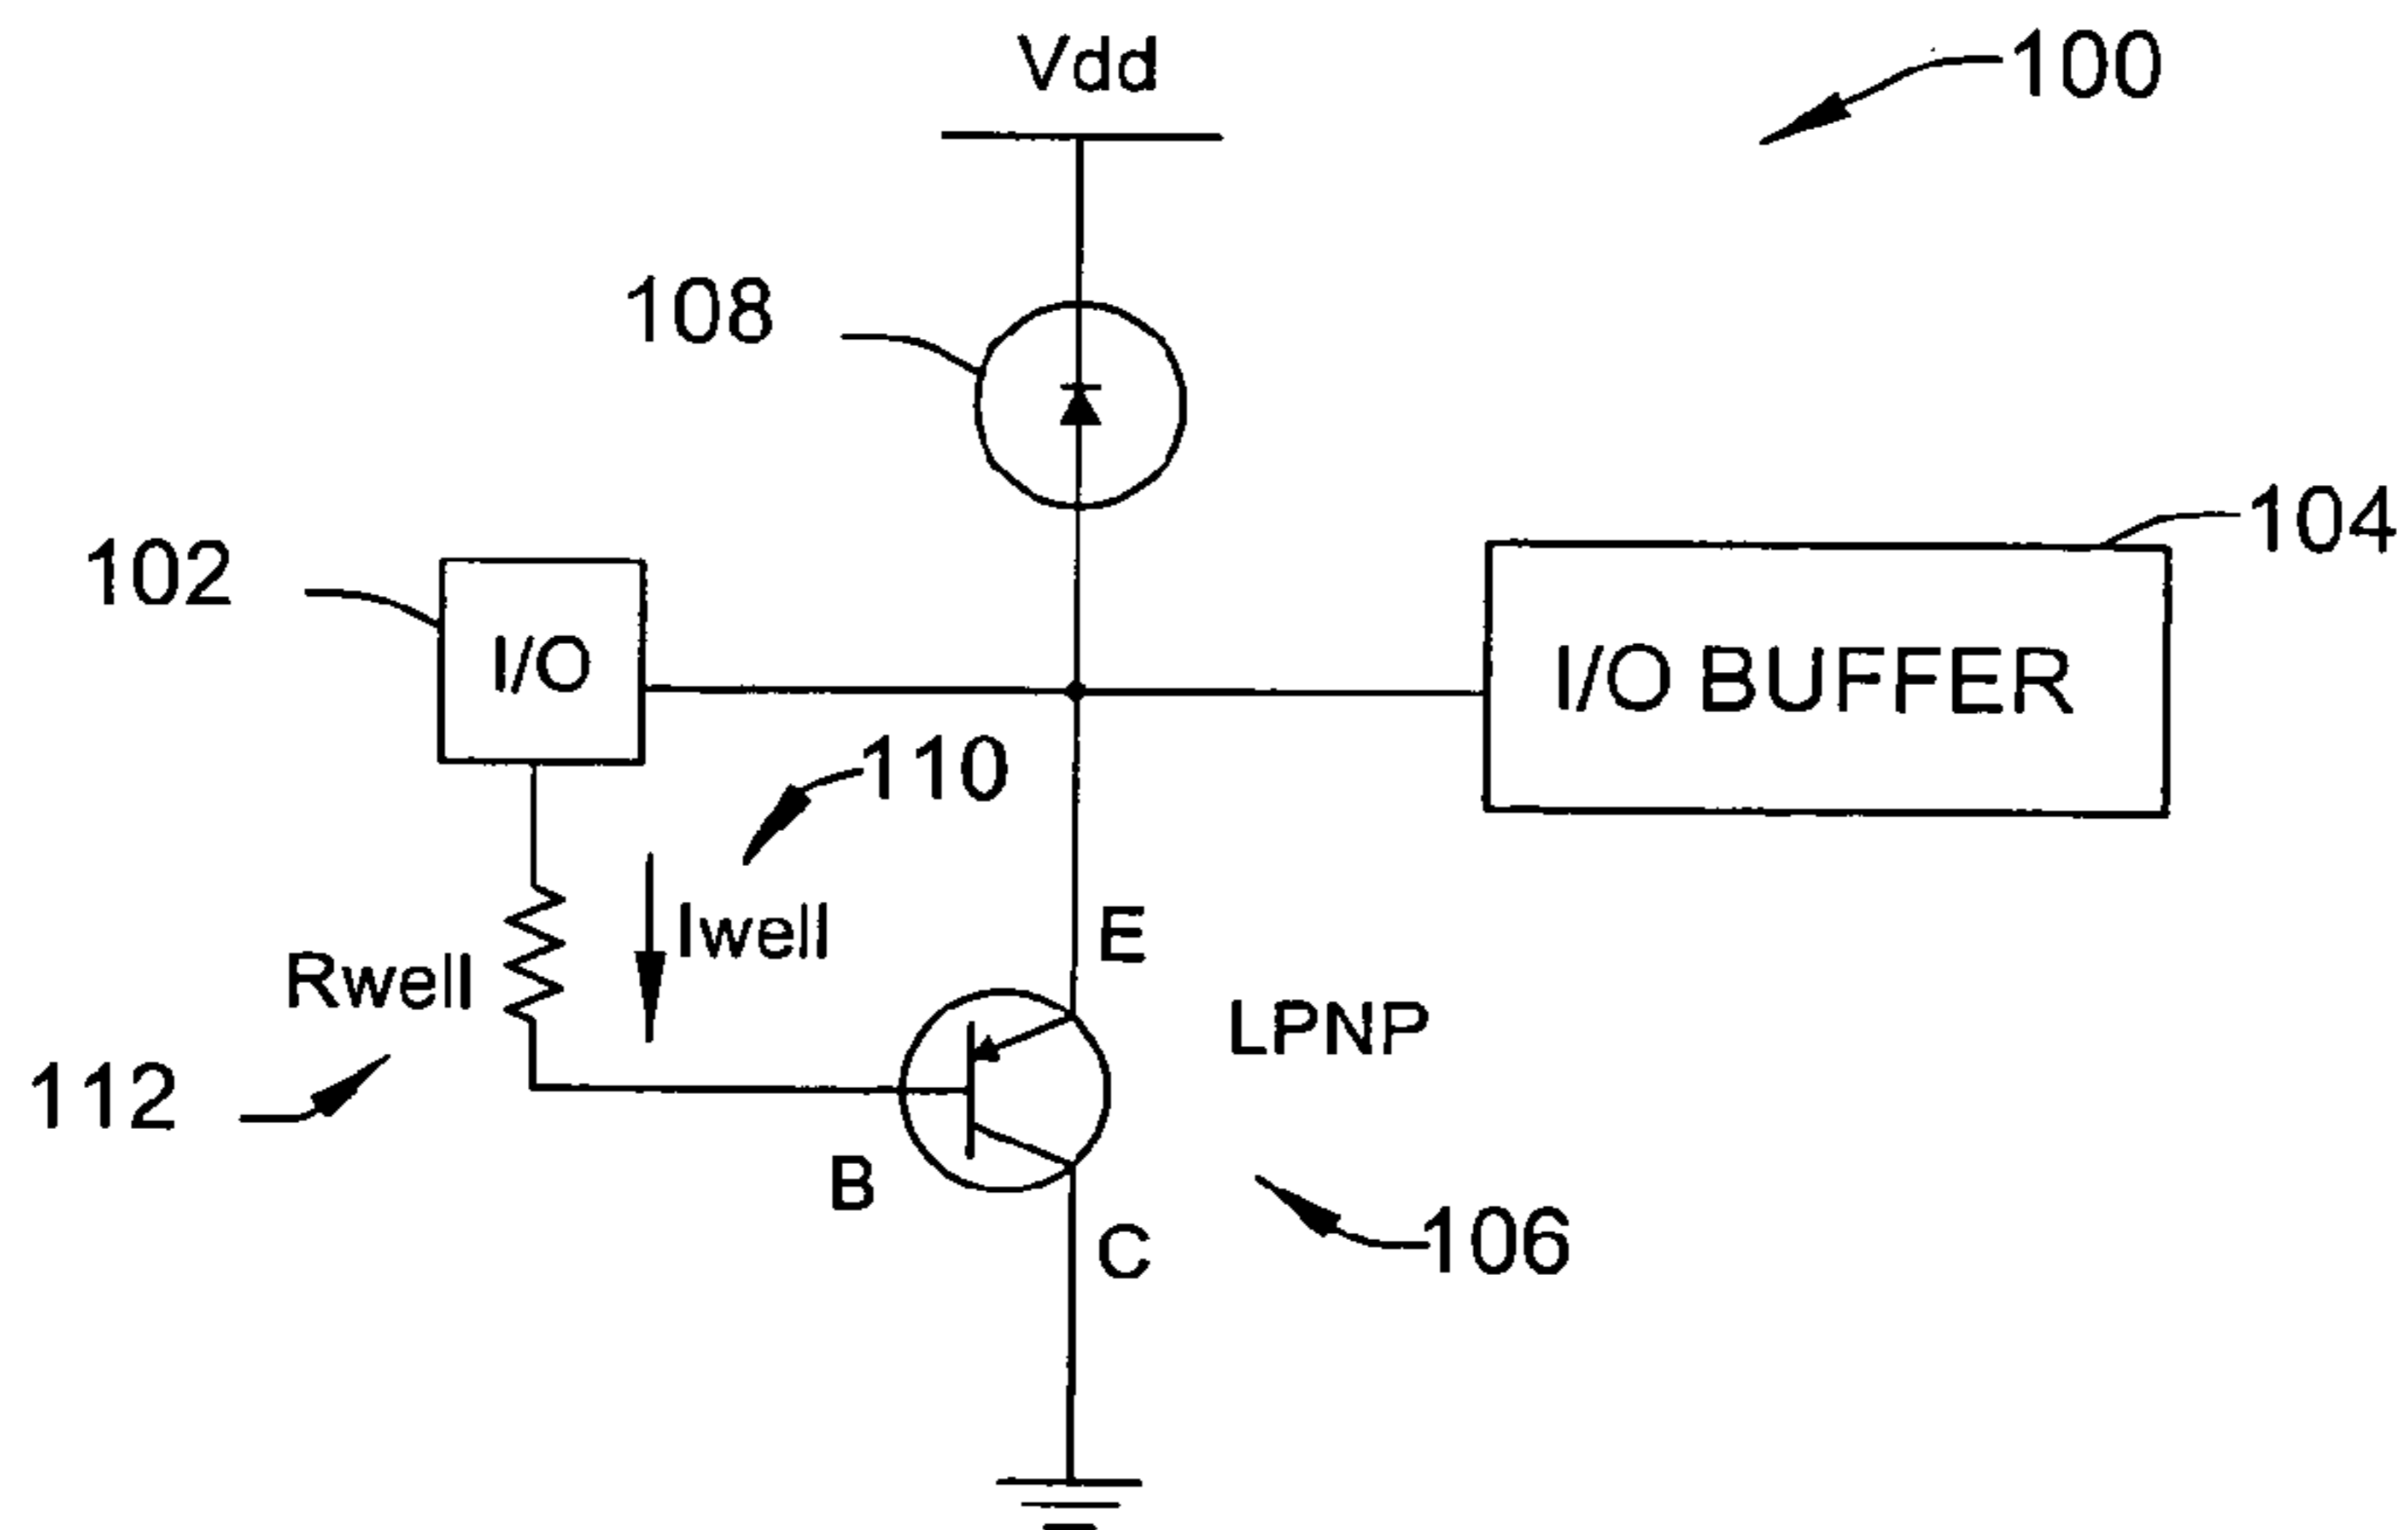 Vdd
100
108
102
I/O
104
I/O BUFFER
110
Iwell
Rwell
E
LPNP
112
B
C
106